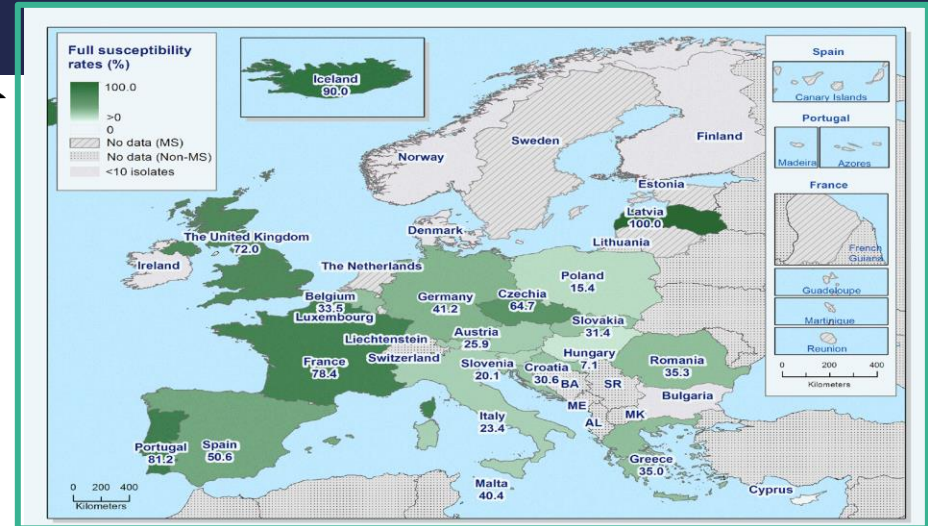 Full susceptibility
rates (%)
100.0
>0
0
No data (MS)
No data (Non-MS)
<10 isolates
Iceland
90.0
Spain
Canary Islands
Portugal
Madeira
Azores
France
French
Guiana
Guadeloupe
Martinique
Reunion
0 200 400
Kilometers
Norway
Sweden
Finland
Estonia
Latvia
100.0
Lithuania
Denmark
The United Kingdom
72.0
Ireland
The Netherlands
Belgium
33.5
Luxembourg
Germany
41.2
Poland
15.4
Czechia
64.7
Slovakia
31.4
Liechtenstein
Austria
25.9
Switzerland
France
78.4
Slovenia
20.1
Hungary
7.1
Croatia
30.6
Romania
35.3
BA
SR
Bulgaria
ME
MK
AL
Italy
23.4
Portugal
81.2
Spain
50.6
Greece
35.0
Malta
40.4
Cyprus
0 200 400
Kilometers